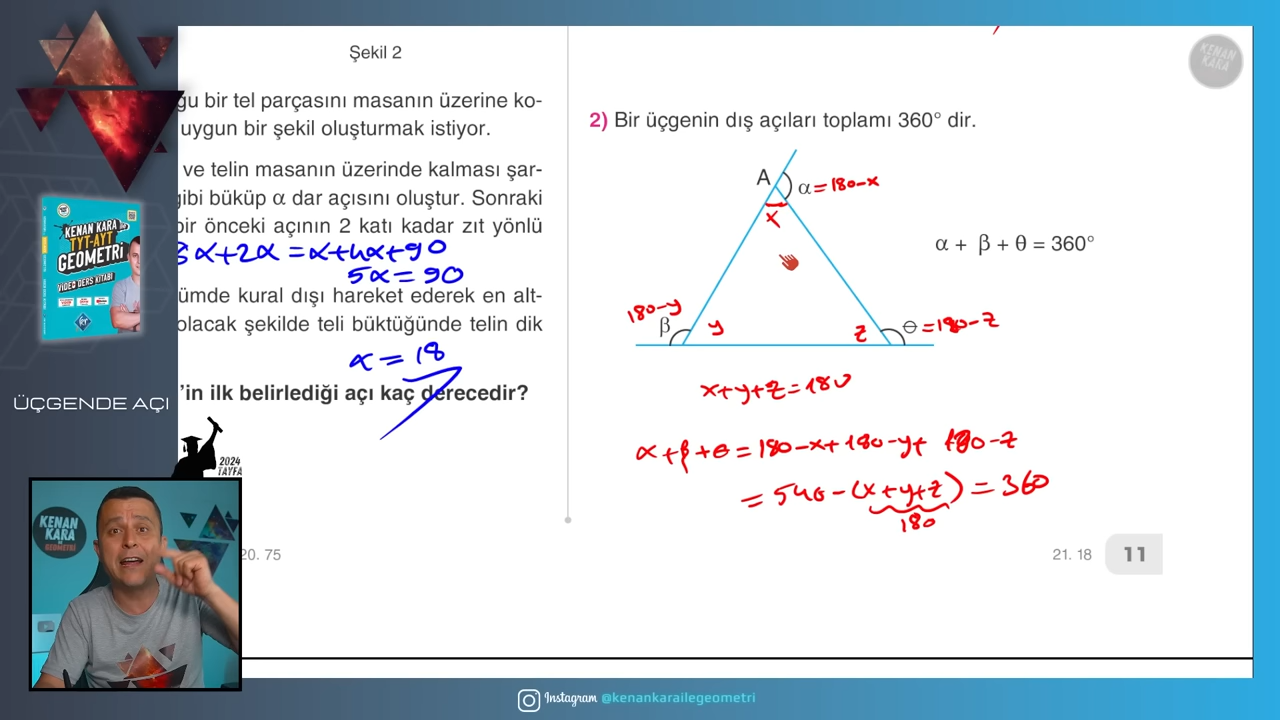 KENAN KARA
TYT-AYT
GEOMETRİ
VİDEO DERS KİTABI
ÜÇGENDE AÇI
2024
TAYFA
KENAN
KARA
GEOMETRİ
Şekil 2
ğu bir tel parçasını masanın üzerine ko-
uygun bir şekil oluşturmak istiyor.
ve telin masanın üzerinde kalması şar-
gibi büküp α dar açısını oluştur. Sonraki
bir önceki açının 2 katı kadar zıt yönlü
3α+2α=α+4α+90
5α=90
ümde kural dışı hareket ederek en alt-
olacak şekilde teli büktüğünde telin dik
α=18
’in ilk belirlediği açı kaç derecedir?
20. 75
KENAN
KARA
2) Bir üçgenin dış açıları toplamı 360° dir.
A
α=180-x
x
α + β + θ = 360°
180-y
β
y
z
θ=180-z
x+y+z=180
α+β+θ=180-x+180-y+180-z
=540-(x+y+z)=360
180
21. 18
11
Instagram @kenankarailegeometri